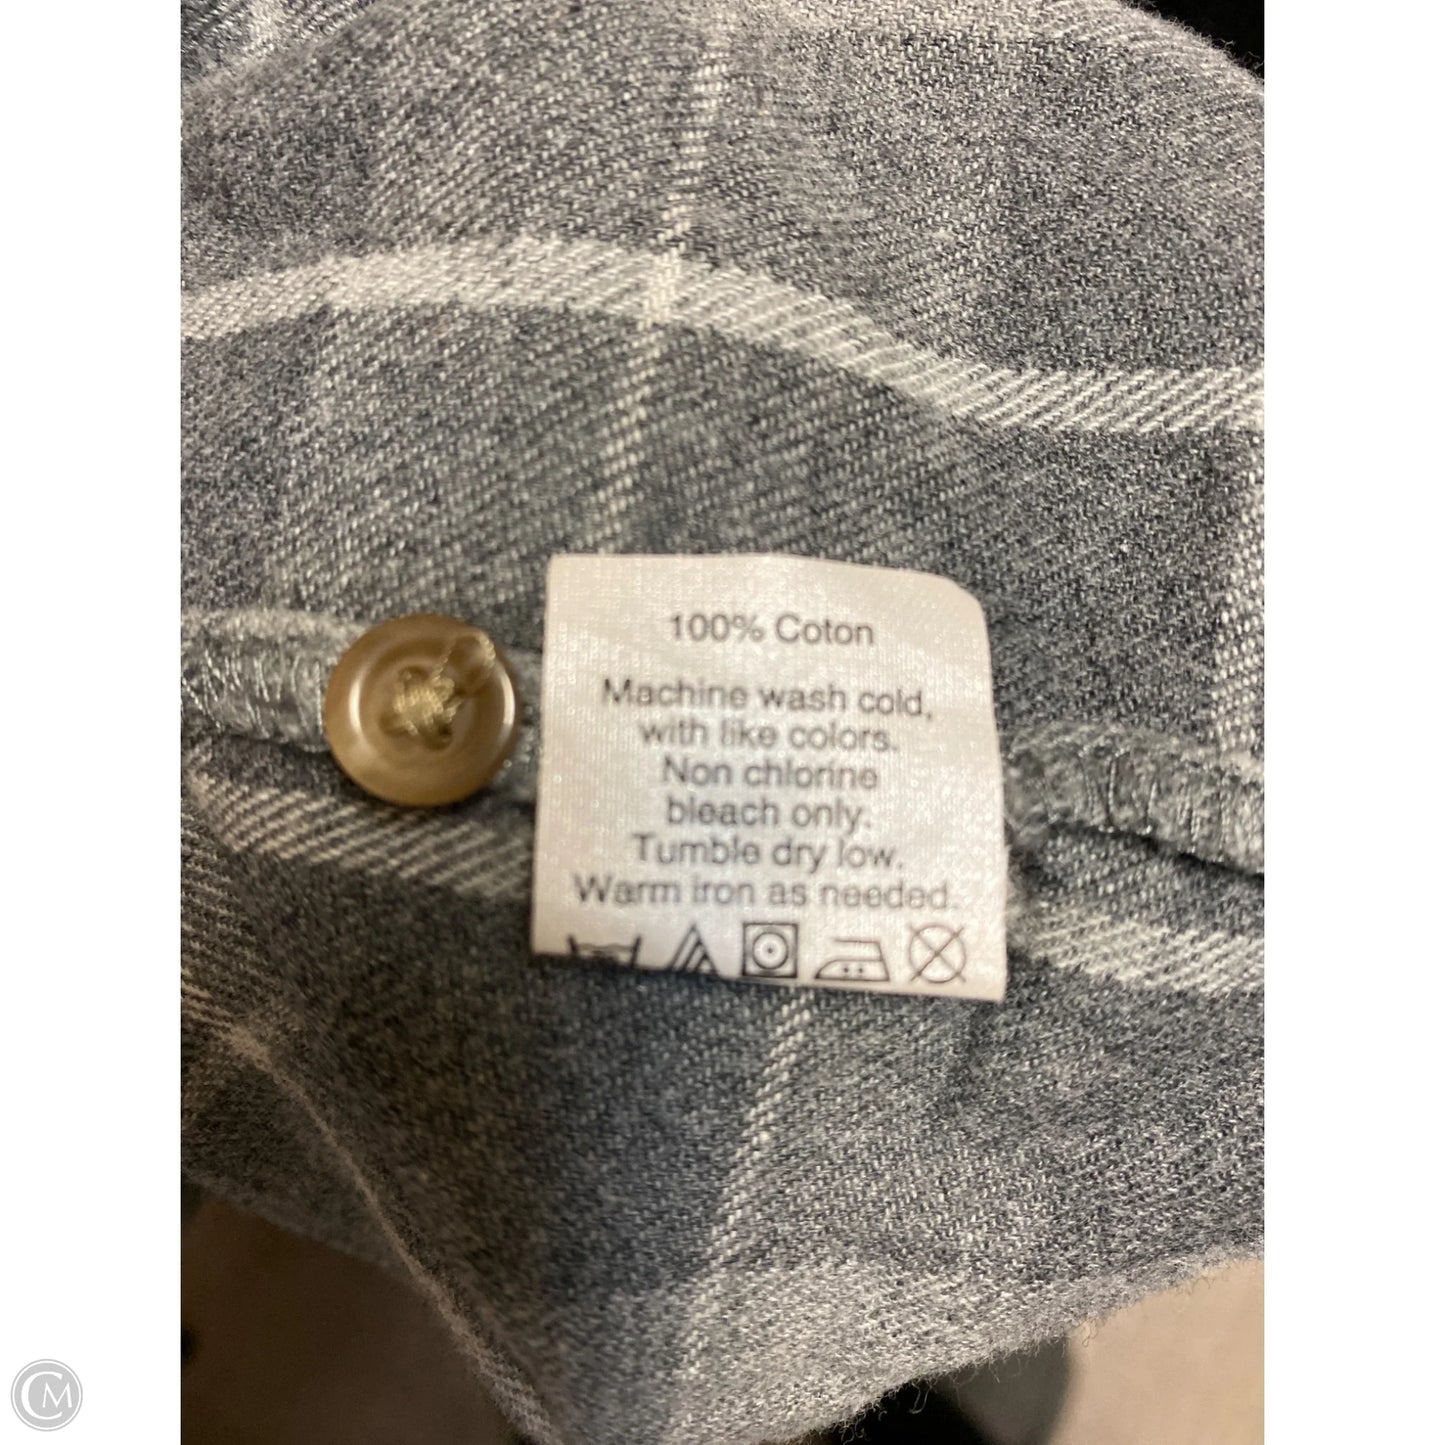 100% Coton
Machine wash cold,
with like colors.
Non chlorine
bleach only.
Tumble dry low.
Warm iron as needed.
CM